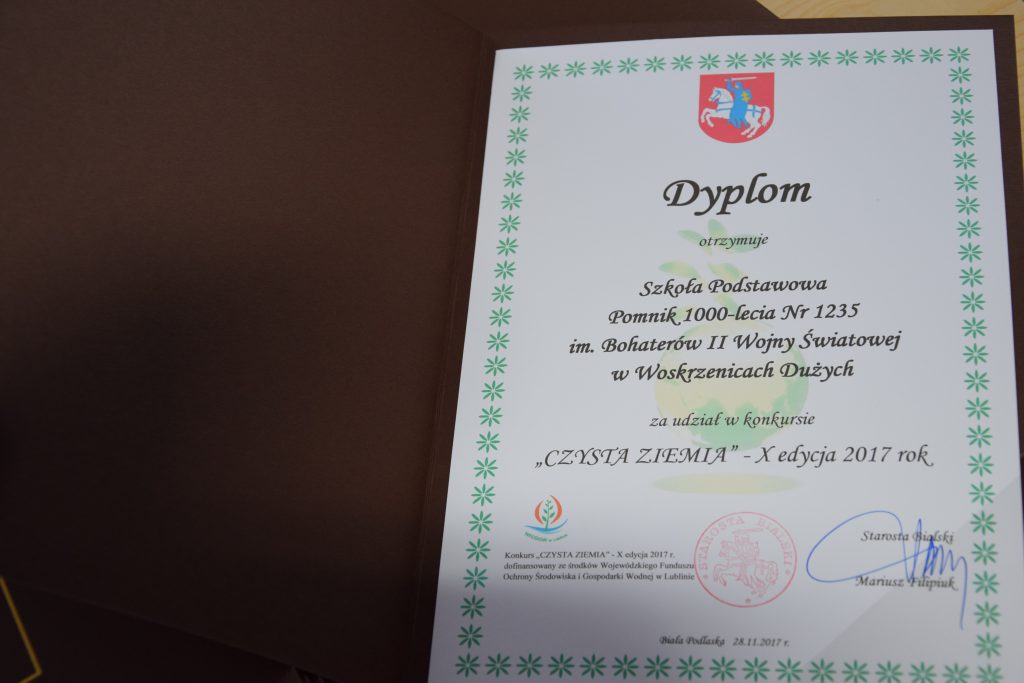 Dyplom
otrzymuje
Szkoła Podstawowa
Pomnik 1000-lecia Nr 1235
im. Bohaterów II Wojny Światowej
w Woskrzenicach Dużych
za udział w konkursie
„CZYSTA ZIEMIA” - X edycja 2017 rok
WFOŚiGW w Lublinie
Konkurs „CZYSTA ZIEMIA” - X edycja 2017 r.
dofinansowany ze środków Wojewódzkiego Funduszu
Ochrony Środowiska i Gospodarki Wodnej w Lublinie
STAROSTA BIALSKI
Starosta Bialski
Mariusz Filipiuk
Biała Podlaska 28.11.2017 r.